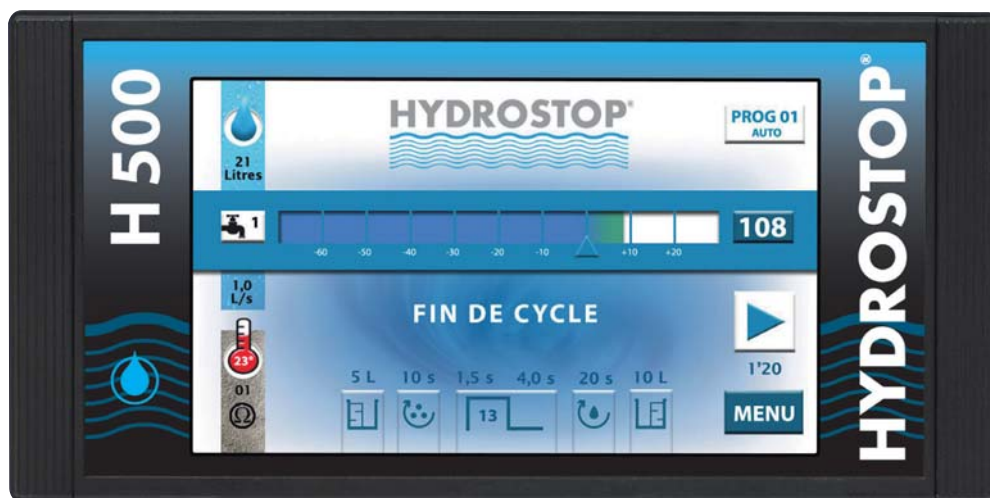 H 500
HYDROSTOP®
21
Litres
HYDROSTOP®
PROG 01
AUTO
1
108
-60 -50 -40 -30 -20 -10 +10 +20
1,0
L/s
FIN DE CYCLE
23°
01
Ω
5 L 10 s 1,5 s 4,0 s 20 s 10 L
13
1'20
MENU